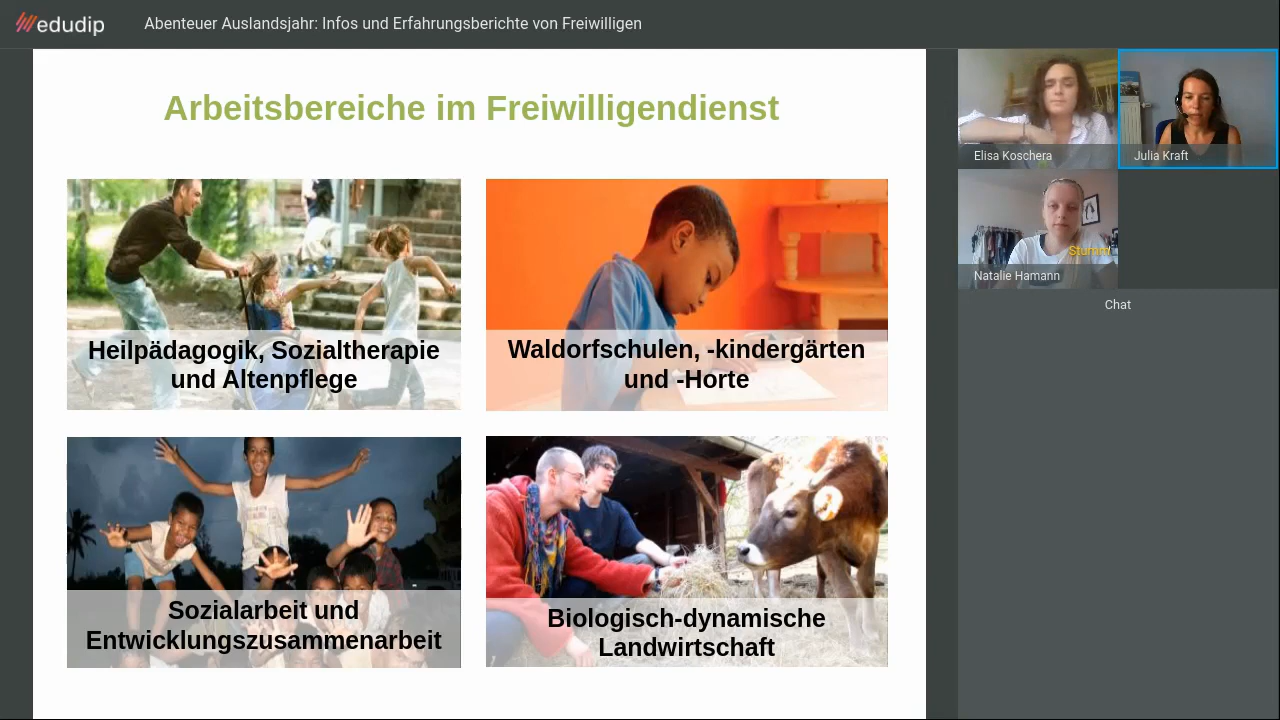 edudip
Abenteuer Auslandsjahr: Infos und Erfahrungsberichte von Freiwilligen
Arbeitsbereiche im Freiwilligendienst
Heilpädagogik, Sozialtherapie
und Altenpflege
Waldorfschulen, -kindergärten
und -Horte
Sozialarbeit und
Entwicklungszusammenarbeit
Biologisch-dynamische
Landwirtschaft
Elisa Koschera
Julia Kraft
Stumm
Natalie Hamann
Chat